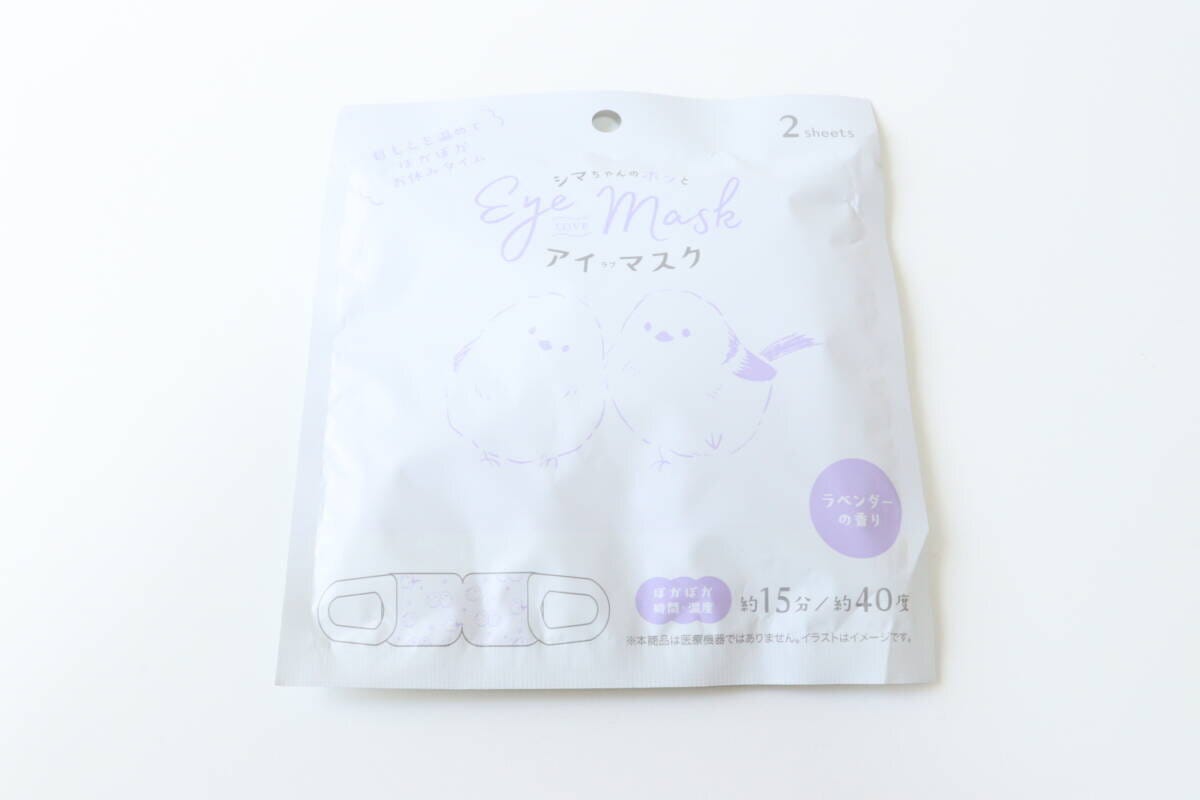 2 sheets
目もとを温めて
ぽかぽか
お休みタイム
シマちゃんのホッと
Eye Mask
LOVE
アイラブマスク
ラベンダー
の香り
ぽかぽか
時間・温度
約15分/約40度
※本商品は医療機器ではありません。イラストはイメージです。